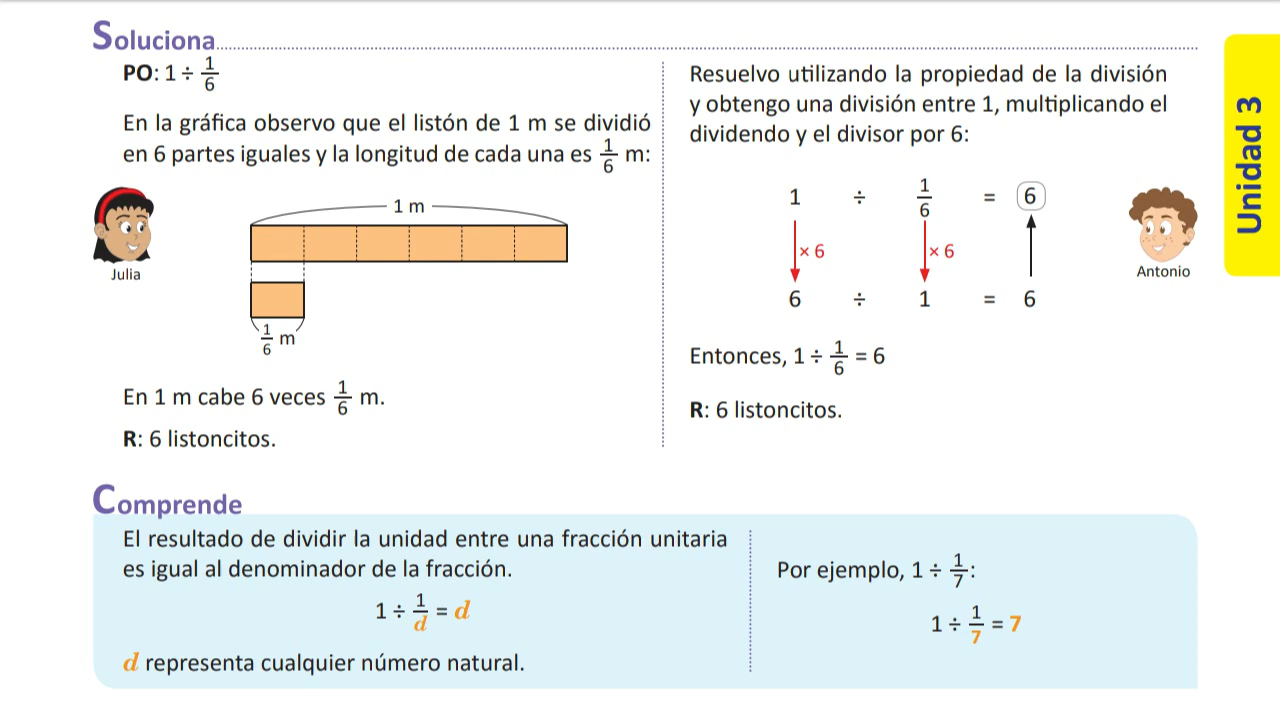 Soluciona
PO: 1 ÷ 1/6
En la gráfica observo que el listón de 1 m se dividió
en 6 partes iguales y la longitud de cada una es 1/6 m:
1 m
Julia
1/6 m
En 1 m cabe 6 veces 1/6 m.
R: 6 listoncitos.
Resuelvo utilizando la propiedad de la división
y obtengo una división entre 1, multiplicando el
dividendo y el divisor por 6:
1 ÷ 1/6 = 6
× 6 × 6
6 ÷ 1 = 6
Antonio
Entonces, 1 ÷ 1/6 = 6
R: 6 listoncitos.
Unidad 3
Comprende
El resultado de dividir la unidad entre una fracción unitaria
es igual al denominador de la fracción.
1 ÷ 1/d = d
d representa cualquier número natural.
Por ejemplo, 1 ÷ 1/7:
1 ÷ 1/7 = 7